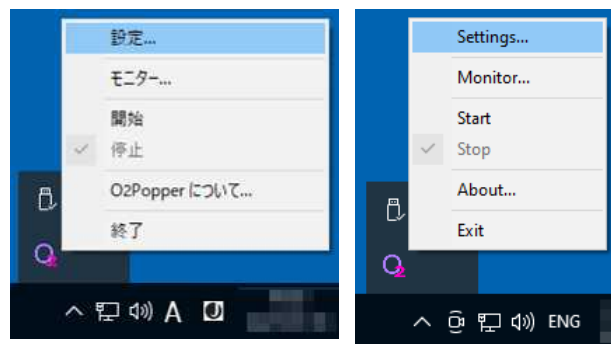 設定...
モニター...
開始
停止
O2Popper について...
終了
A
Settings...
Monitor...
Start
Stop
About...
Exit
ENG